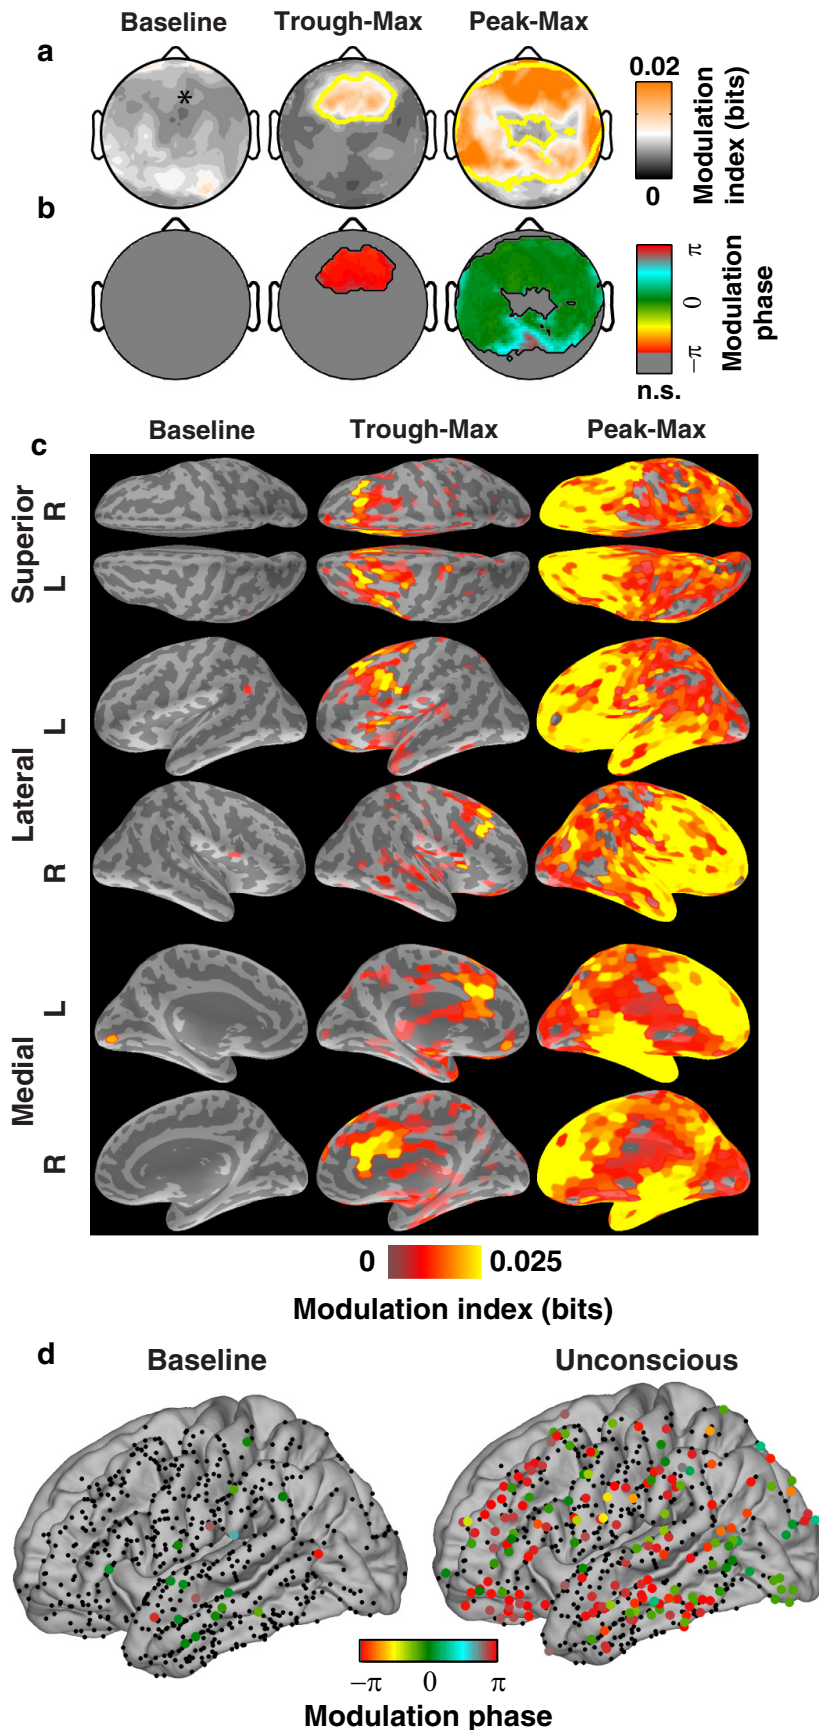 a
Baseline Trough-Max Peak-Max
*
0.02
0
Modulation
index (bits)
b
π
0
−π
n.s.
Modulation
phase
c
Baseline Trough-Max Peak-Max
Superior
R
L
Lateral
L
R
Medial
L
R
0 0.025
Modulation index (bits)
d
Baseline Unconscious
−π 0 π
Modulation phase